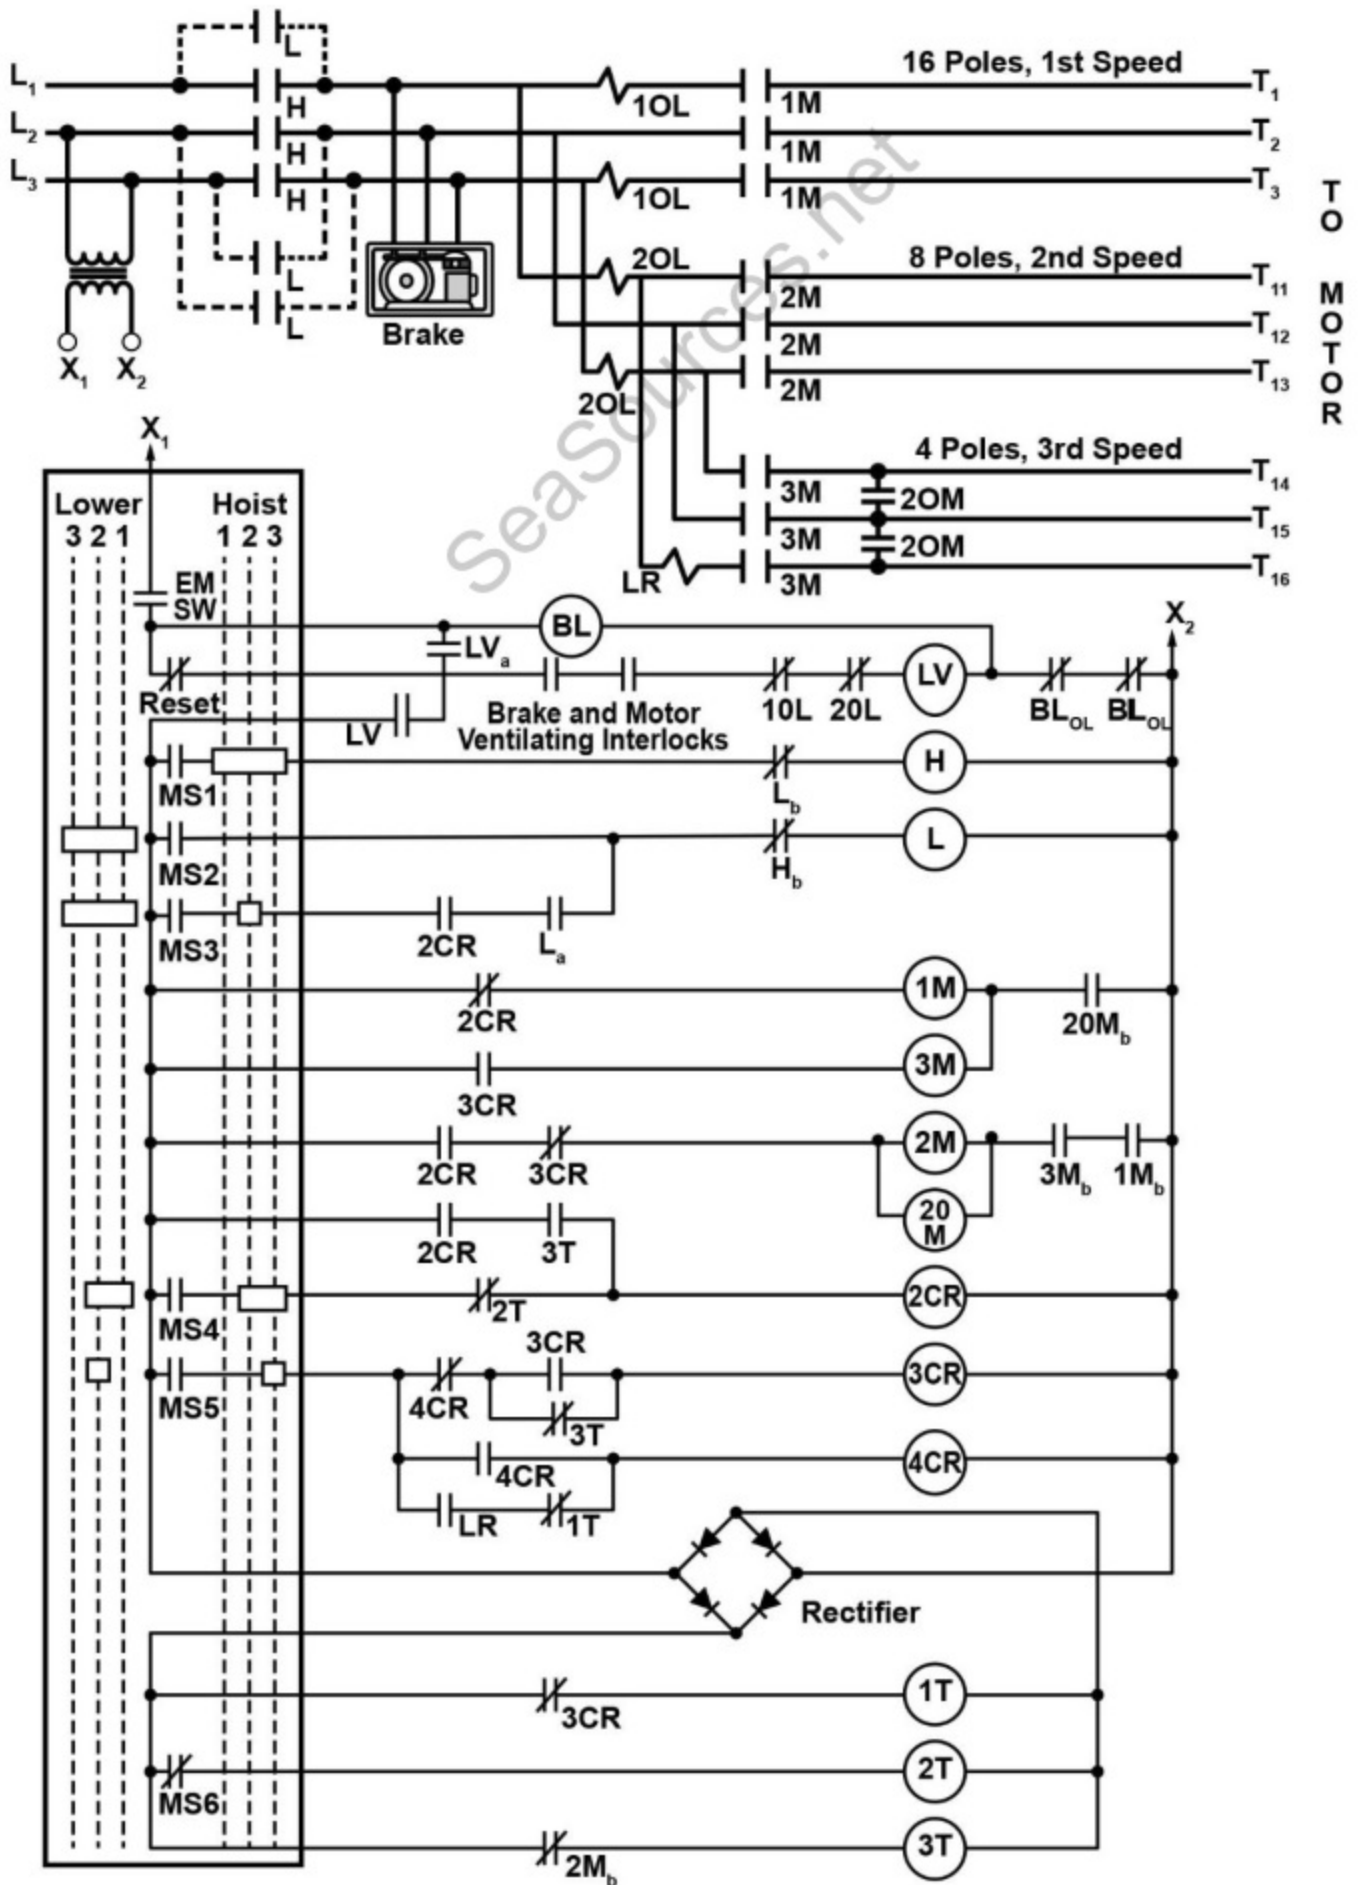 L
L1 H 1OL 1M 16 Poles, 1st Speed T1
L2 H 1M T2
L3 H 1OL 1M T3
TO MOTOR
L
L
Brake
2OL 2M 8 Poles, 2nd Speed T11
2M T12
2OL 2M T13
X1 X2
4 Poles, 3rd Speed
3M 2OM T14
3M 2OM T15
LR 3M T16
SeaSources.net
X1
Lower Hoist
3 2 1 1 2 3
EM SW
BL
X2
LVa
Reset
LV
Brake and Motor
Ventilating Interlocks
10L 20L LV BLOL BLOL
MS1 Lb H
MS2 Hb L
MS3 2CR La
2CR 1M 20Mb
3CR 3M
2CR 3CR 2M 3Mb 1Mb
20 M
2CR 3T
MS4 2T 2CR
3CR
MS5 4CR 3T 3CR
4CR 4CR
LR 1T
Rectifier
3CR 1T
MS6 2T
2Mb 3T